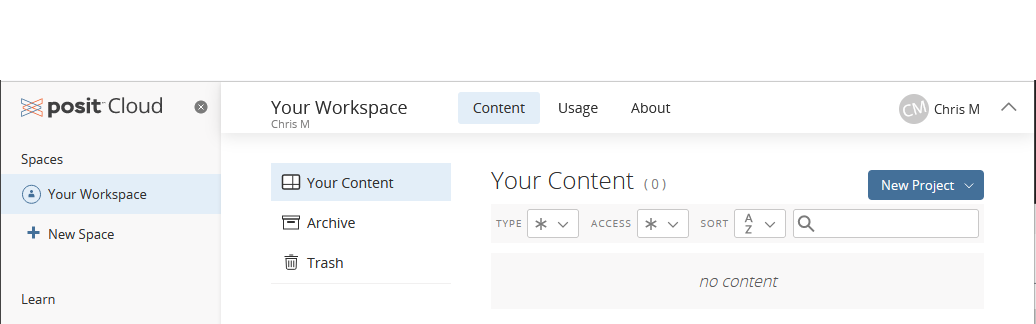 posit Cloud
Your Workspace
Chris M
Content
Usage
About
CM
Chris M
Spaces
Your Workspace
New Space
Learn
Your Content
Archive
Trash
Your Content (0)
New Project
TYPE
ACCESS
SORT
A
Z
no content